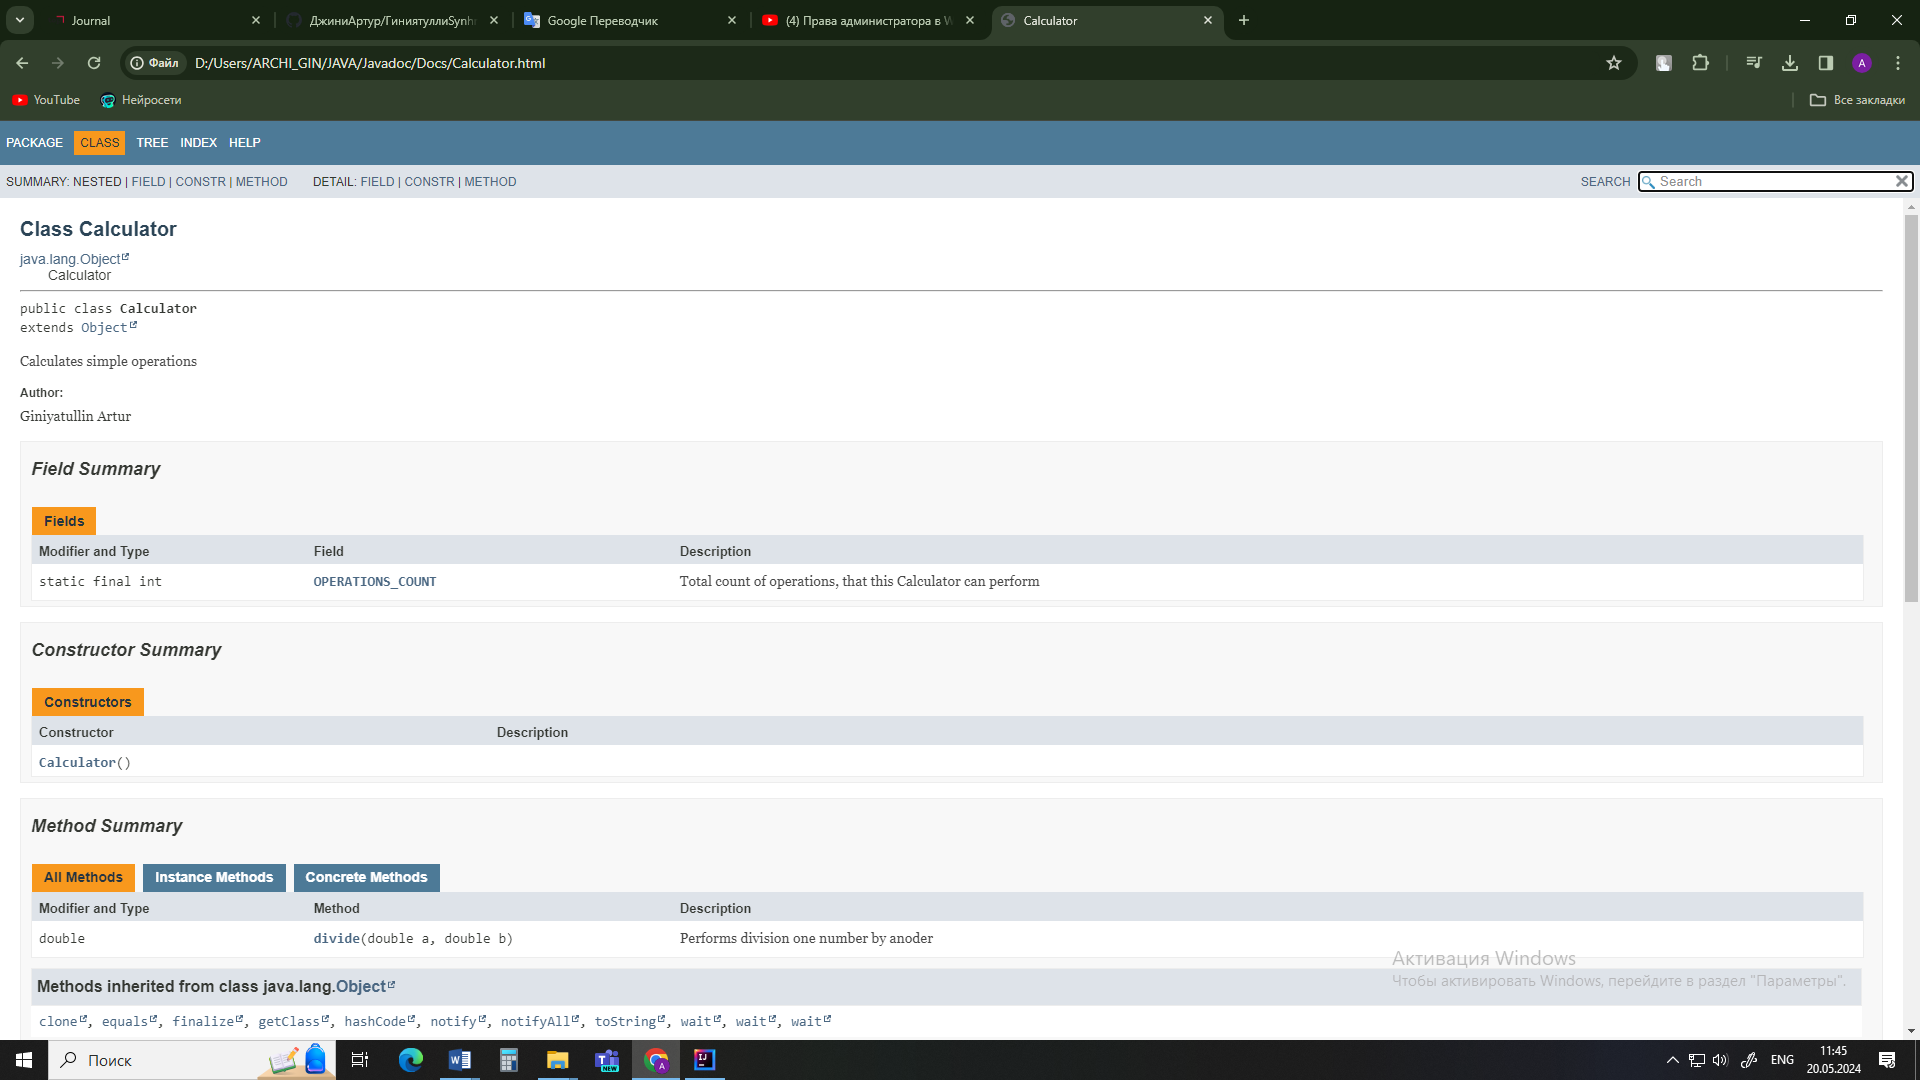 Journal
ДжиниАртур/ГиниятуллиSynh
Google Переводчик
(4) Права администратора в W
Calculator
Файл
D:/Users/ARCHI_GIN/JAVA/Javadoc/Docs/Calculator.html
A
YouTube
Нейросети
Все закладки
PACKAGE CLASS TREE INDEX HELP
SUMMARY: NESTED | FIELD | CONSTR | METHOD DETAIL: FIELD | CONSTR | METHOD
SEARCH Search
Class Calculator
java.lang.Object
Calculator
public class Calculator
extends Object
Calculates simple operations
Author:
Giniyatullin Artur
Field Summary
Fields
Modifier and Type Field Description
static final int OPERATIONS_COUNT Total count of operations, that this Calculator can perform
Constructor Summary
Constructors
Constructor Description
Calculator()
Method Summary
All Methods Instance Methods Concrete Methods
Modifier and Type Method Description
double divide(double a, double b) Performs division one number by anoder
Активация Windows
Чтобы активировать Windows, перейдите в раздел "Параметры".
Methods inherited from class java.lang.Object
clone, equals, finalize, getClass, hashCode, notify, notifyAll, toString, wait, wait, wait
Поиск
W
NEW
A
IJ
ENG
11:45
20.05.2024